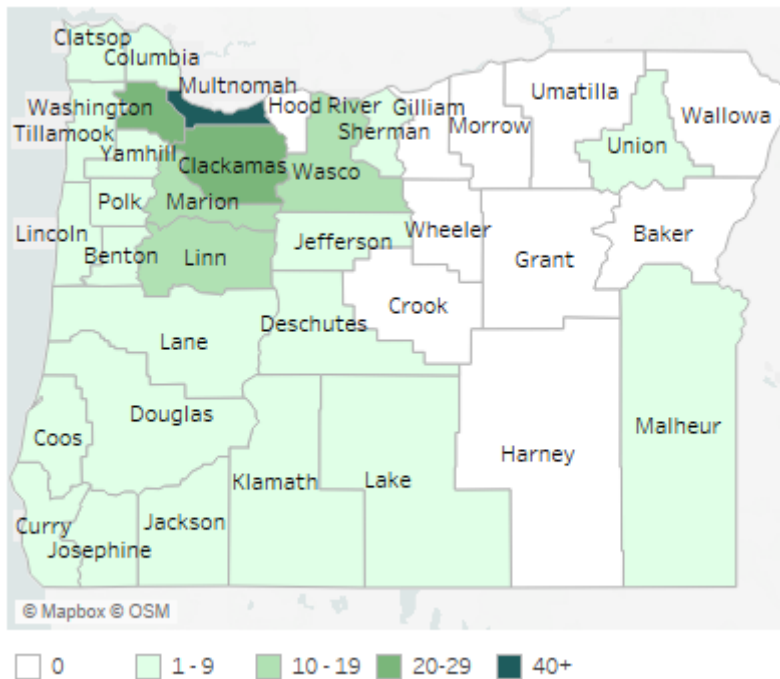 Clatsop
Columbia
Multnomah
Hood River
Gilliam
Umatilla
Wallowa
Washington
Morrow
Sherman
Tillamook
Union
Yamhill
Clackamas
Wasco
Polk
Marion
Lincoln
Jefferson
Wheeler
Baker
Benton
Linn
Grant
Crook
Deschutes
Lane
Douglas
Malheur
Coos
Harney
Klamath
Lake
Curry
Jackson
Josephine
© Mapbox © OSM
0 1 - 9 10 - 19 20-29 40+